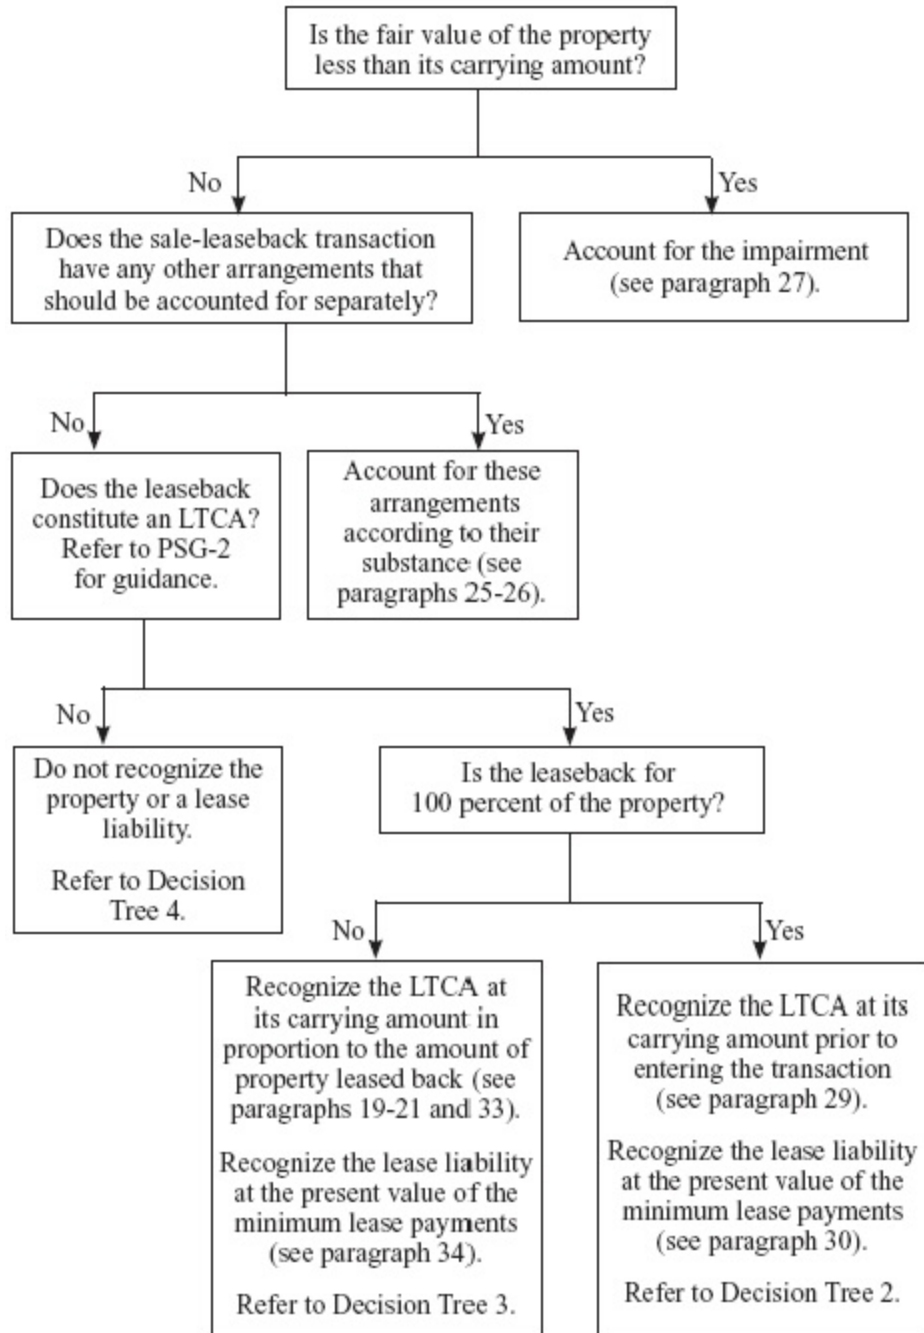 Is the fair value of the property
less than its carrying amount?
No
Yes
Does the sale-leaseback transaction
have any other arrangements that
should be accounted for separately?
Account for the impairment
(see paragraph 27).
No
Yes
Does the leaseback
constitute an LTCA?
Refer to PSG-2
for guidance.
Account for these
arrangements
according to their
substance (see
paragraphs 25-26).
No
Yes
Do not recognize the
property or a lease
liability.
Refer to Decision
Tree 4.
Is the leaseback for
100 percent of the property?
No
Yes
Recognize the LTCA at
its carrying amount in
proportion to the amount of
property leased back (see
paragraphs 19-21 and 33).
Recognize the lease liability
at the present value of the
minimum lease payments
(see paragraph 34).
Refer to Decision Tree 3.
Recognize the LTCA at its
carrying amount prior to
entering the transaction
(see paragraph 29).
Recognize the lease liability
at the present value of the
minimum lease payments
(see paragraph 30).
Refer to Decision Tree 2.